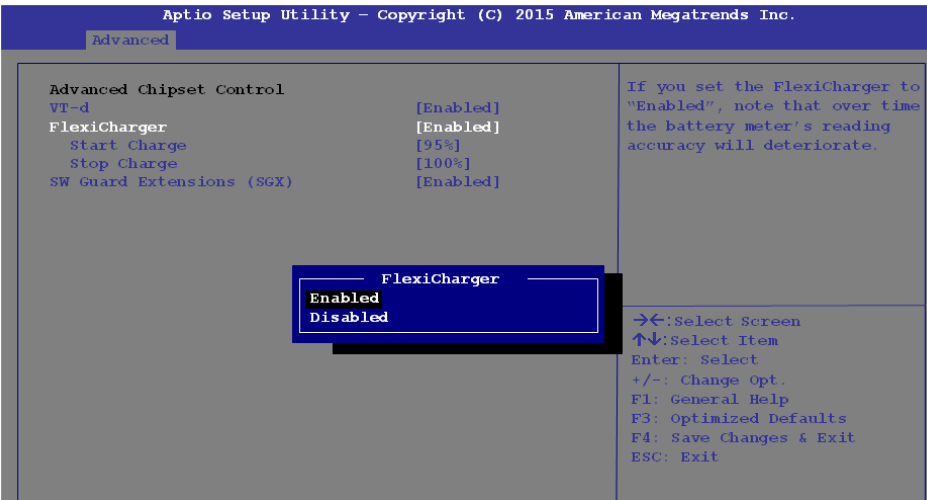 Aptio Setup Utility – Copyright (C) 2015 American Megatrends Inc.
Advanced
Advanced Chipset Control
VT-d [Enabled]
FlexiCharger [Enabled]
Start Charge [95%]
Stop Charge [100%]
SW Guard Extensions (SGX) [Enabled]
If you set the FlexiCharger to
"Enabled", note that over time
the battery meter's reading
accuracy will deteriorate.
FlexiCharger
Enabled
Disabled
→←:Select Screen
↑↓:Select Item
Enter: Select
+/-: Change Opt.
F1: General Help
F3: Optimized Defaults
F4: Save Changes & Exit
ESC: Exit